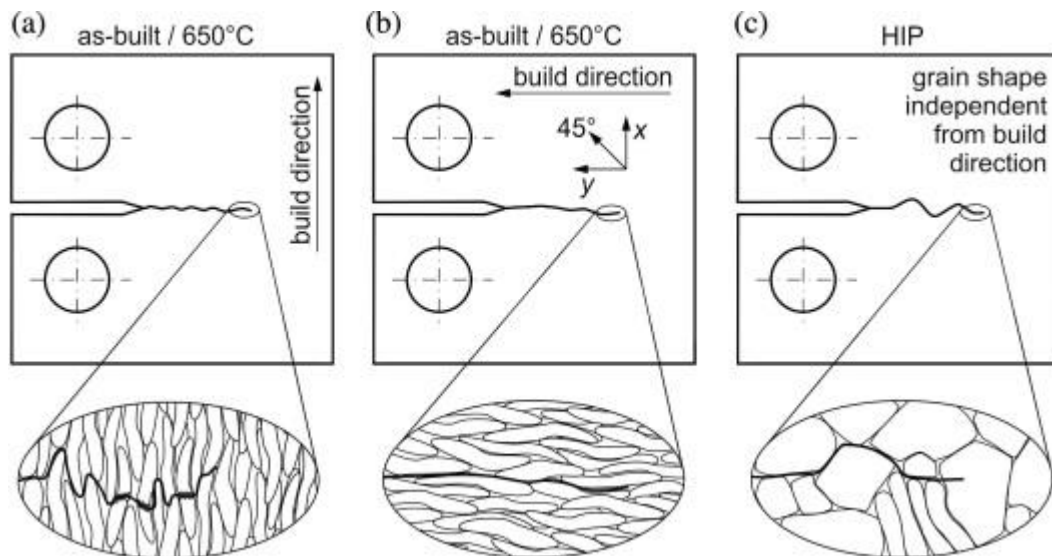 (a)
as-built / 650°C
build direction
(b)
as-built / 650°C
build direction
45°
x
y
(c)
HIP
grain shape
independent
from build
direction